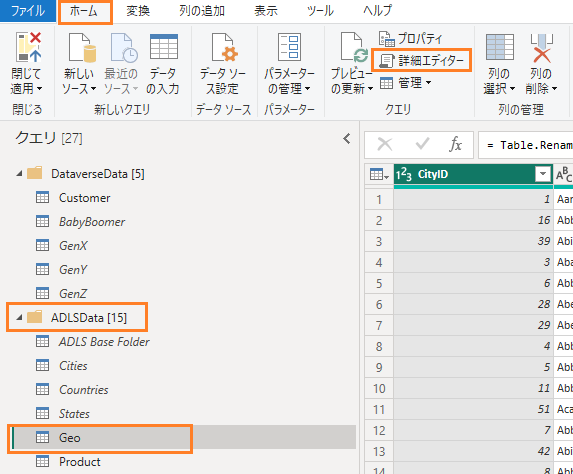 ファイル ホーム 変換 列の追加 表示 ツール ヘルプ
閉じて適用 新しいソース 最近のソース データの入力 データ ソース設定 パラメーターの管理 プレビューの更新 プロパティ 詳細エディター 管理 列の選択 列の削除
閉じる 新しいクエリ データ ソース パラメーター クエリ 列の管理
クエリ [27]
DataverseData [5]
Customer
BabyBoomer
GenX
GenY
GenZ
ADLSData [15]
ADLS Base Folder
Cities
Countries
States
Geo
Product
fx = Table.Renam
123 CityID ABC
1 1 Aar
2 16 Abb
3 39 Abi
4 3 Aba
5 6 Abb
6 28 Abe
7 29 Abe
8 4 Abb
9 5 Abb
10 11 Abb
11 51 Aca
12 7 Abb
13 42 Abi
14 8 Abb